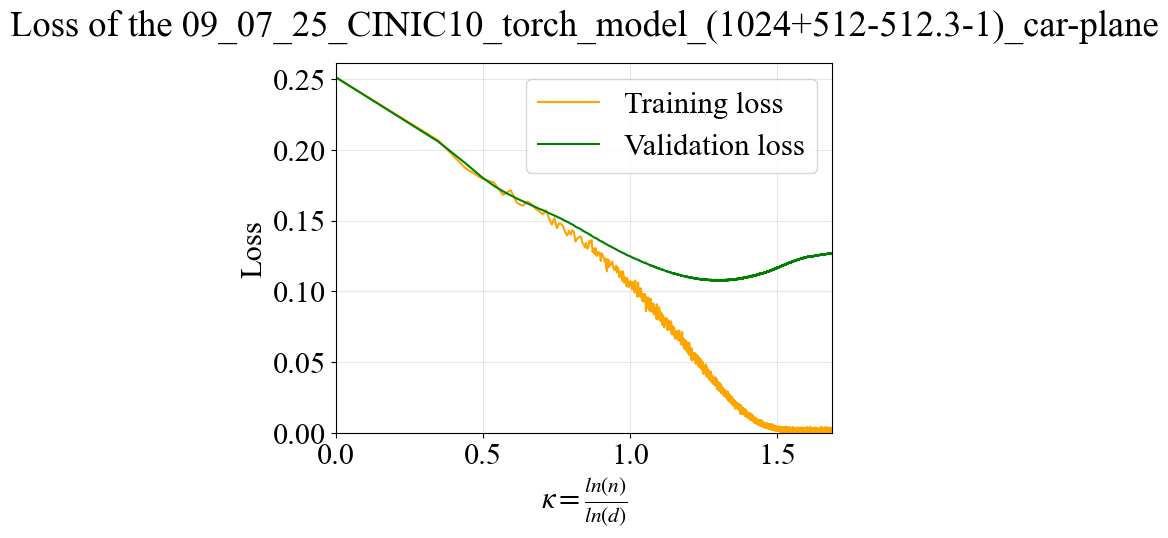 Loss of the 09_07_25_CINIC10_torch_model_(1024+512-512.3-1)_car-plane
0.25
0.20
0.15
0.10
0.05
0.00
Loss
Training loss
Validation loss
0.0 0.5 1.0 1.5
κ = ln(n)/ln(d)